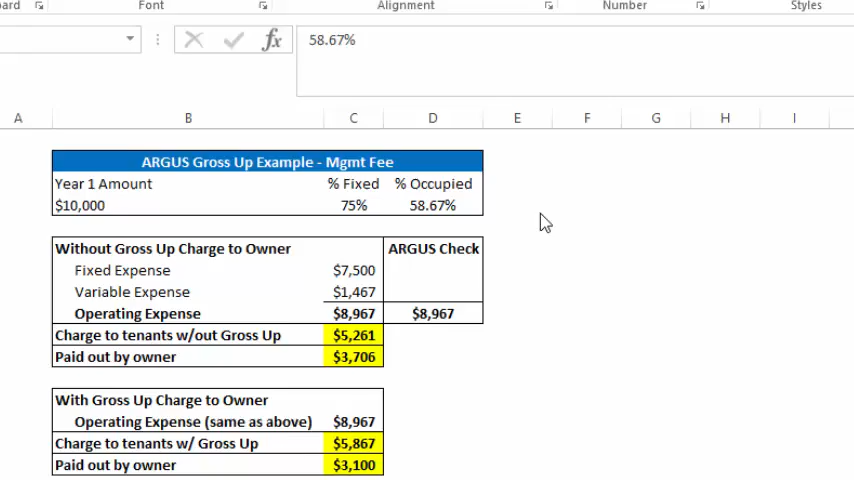 ard Font Alignment Number Styles
fx 58.67%
A B C D E F G H I
ARGUS Gross Up Example - Mgmt Fee
Year 1 Amount % Fixed % Occupied
$10,000 75% 58.67%
Without Gross Up Charge to Owner ARGUS Check
Fixed Expense $7,500
Variable Expense $1,467
Operating Expense $8,967 $8,967
Charge to tenants w/out Gross Up $5,261
Paid out by owner $3,706
With Gross Up Charge to Owner
Operating Expense (same as above) $8,967
Charge to tenants w/ Gross Up $5,867
Paid out by owner $3,100